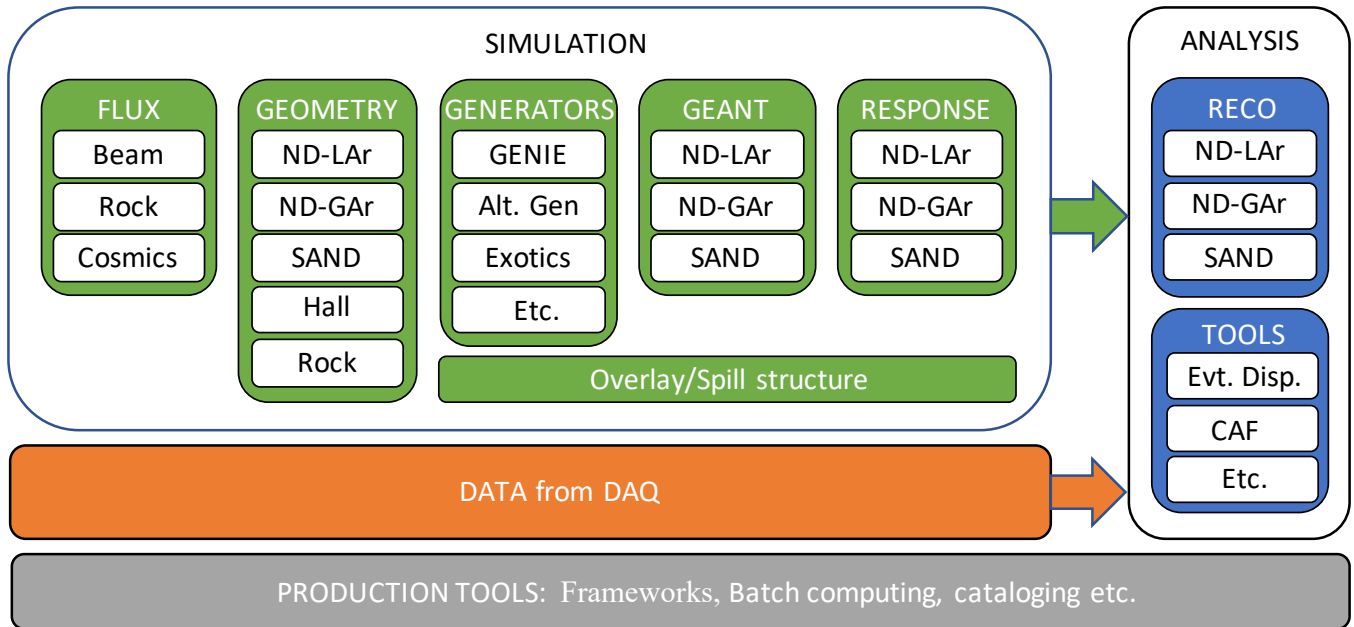 SIMULATION
FLUX
Beam
Rock
Cosmics
GEOMETRY
ND-LAr
ND-GAr
SAND
Hall
Rock
GENERATORS
GENIE
Alt. Gen
Exotics
Etc.
GEANT
ND-LAr
ND-GAr
SAND
RESPONSE
ND-LAr
ND-GAr
SAND
Overlay/Spill structure
ANALYSIS
RECO
ND-LAr
ND-GAr
SAND
TOOLS
Evt. Disp.
CAF
Etc.
DATA from DAQ
PRODUCTION TOOLS: Frameworks, Batch computing, cataloging etc.